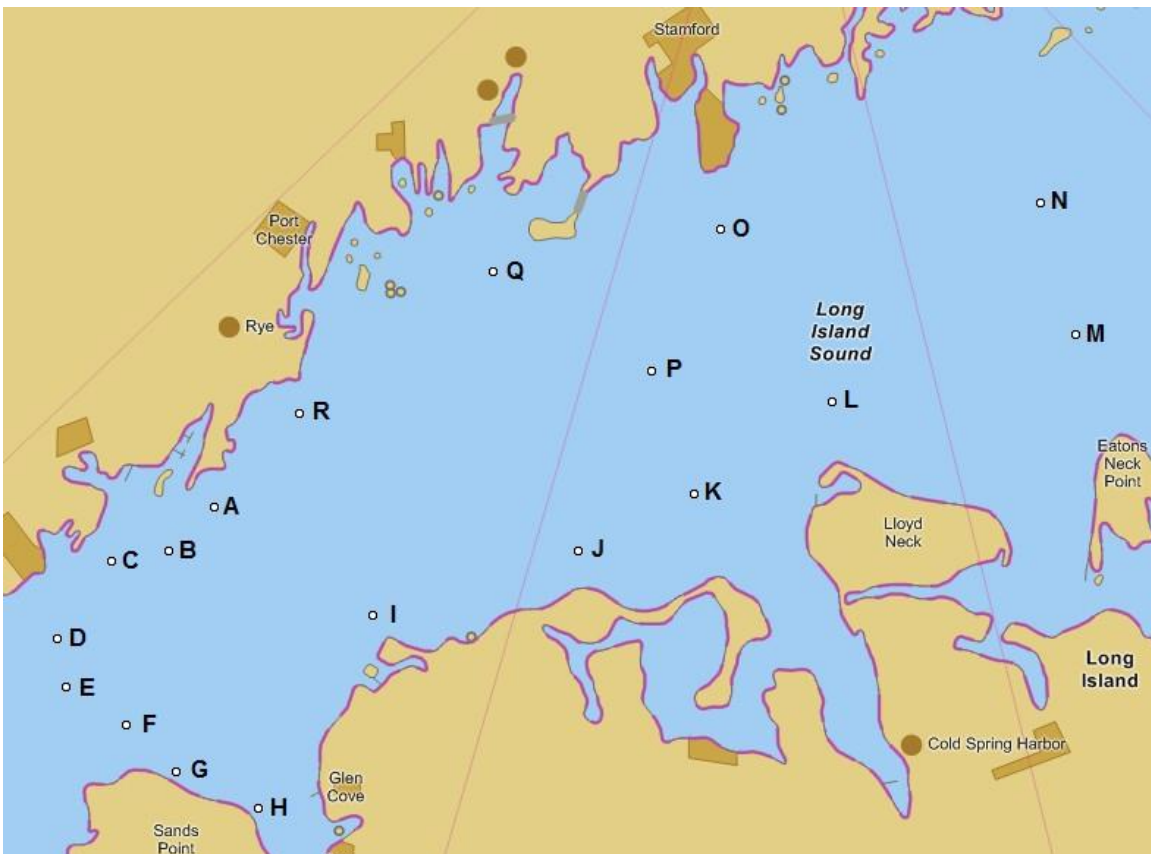 Stamford
N
Port
Chester
O
Q
Long
Island
Sound
Rye
M
P
L
R
Eatons
Neck
Point
K
A
Lloyd
Neck
B
J
C
I
D
Long
Island
E
F
Cold Spring Harbor
G
Glen
Cove
H
Sands
Point